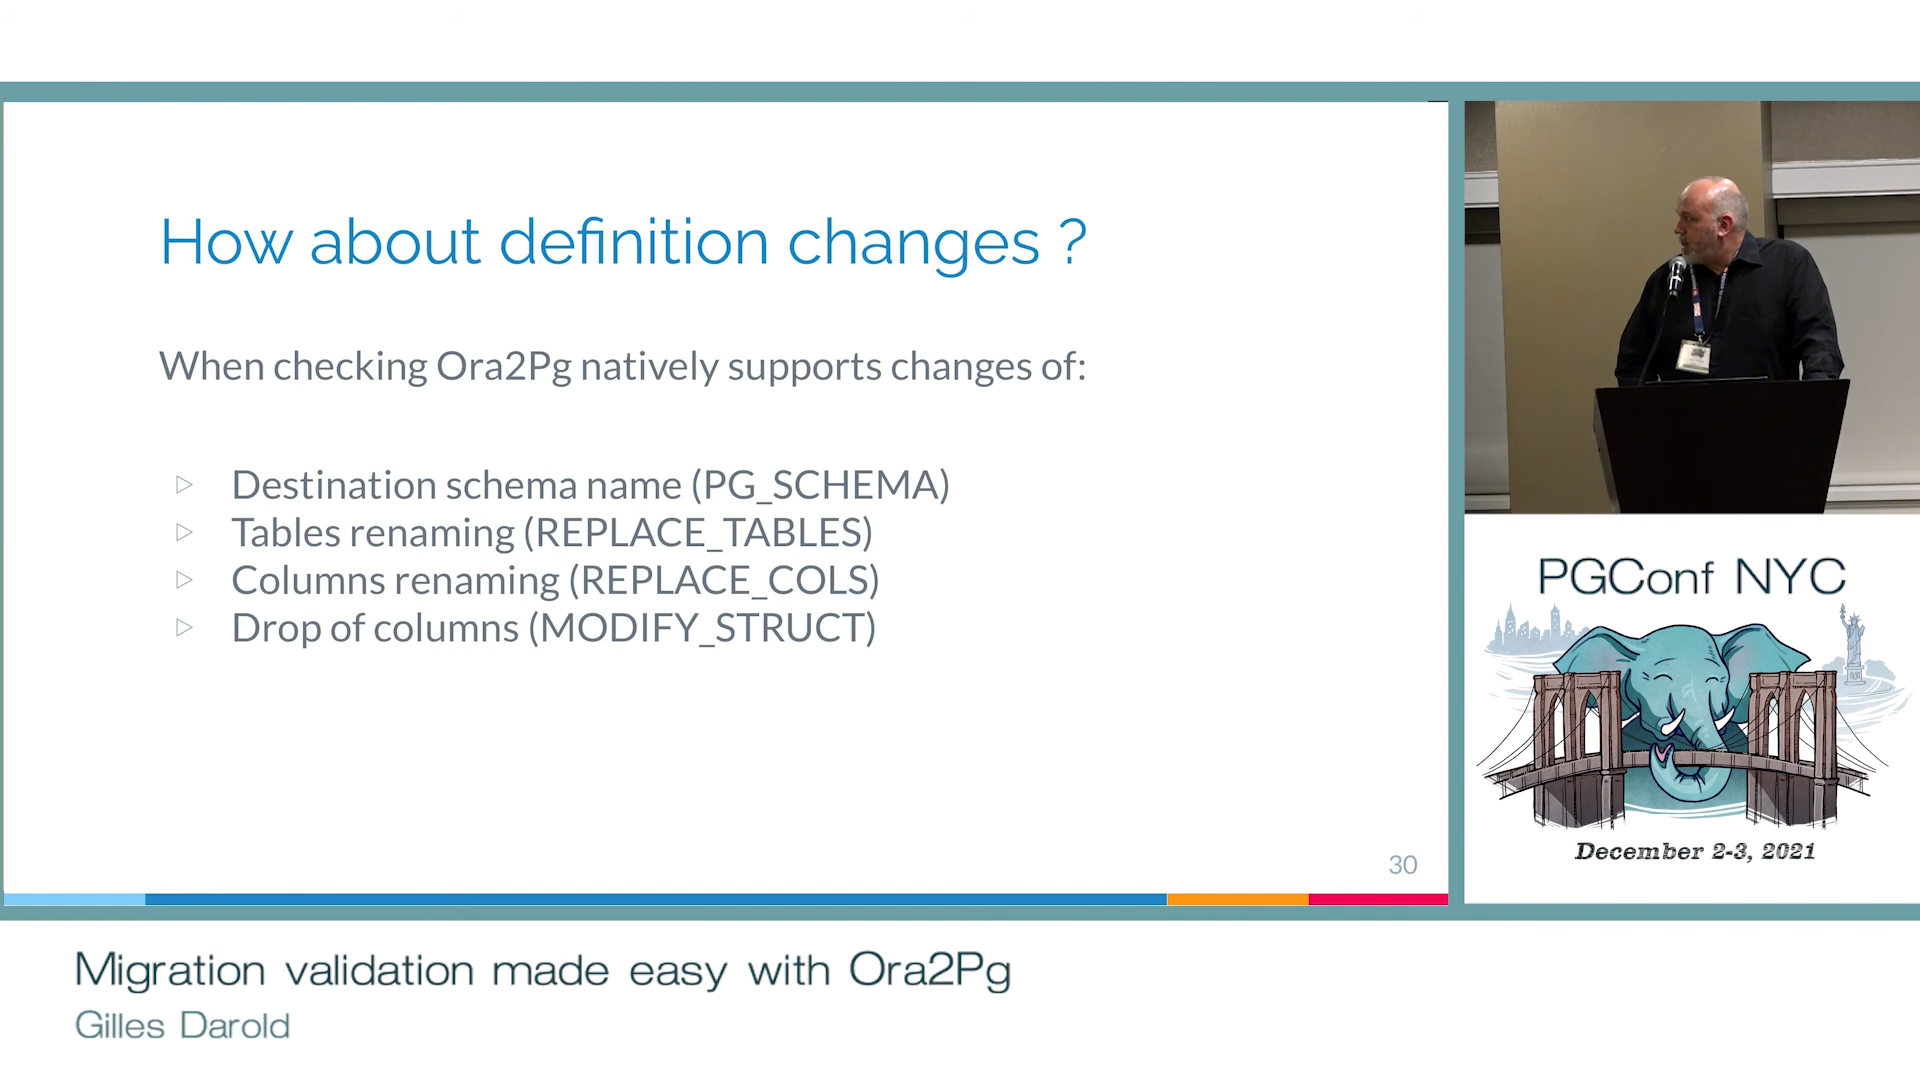 How about definition changes ?
When checking Ora2Pg natively supports changes of:
▷ Destination schema name (PG_SCHEMA)
▷ Tables renaming (REPLACE_TABLES)
▷ Columns renaming (REPLACE_COLS)
▷ Drop of columns (MODIFY_STRUCT)
30
PGConf NYC
December 2-3, 2021
Migration validation made easy with Ora2Pg
Gilles Darold